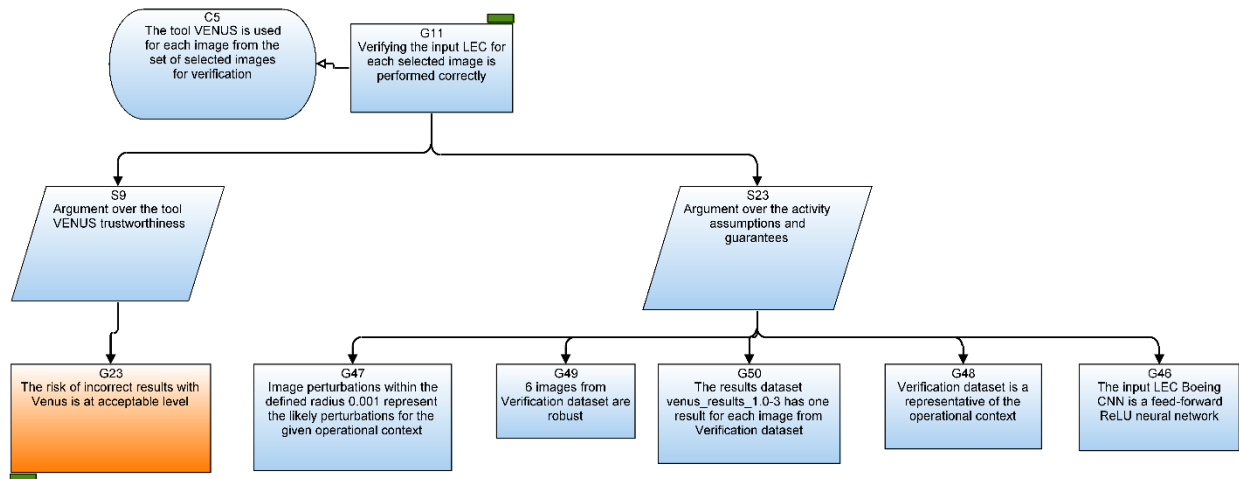 C5
The tool VENUS is used
for each image from the
set of selected images
for verification
G11
Verifying the input LEC for
each selected image is
performed correctly
S9
Argument over the tool
VENUS trustworthiness
S23
Argument over the activity
assumptions and
guarantees
G23
The risk of incorrect results with
Venus is at acceptable level
G47
Image perturbations within the
defined radius 0.001 represent
the likely perturbations for the
given operational context
G49
6 images from
Verification dataset are
robust
G50
The results dataset
venus_results_1.0-3 has one
result for each image from
Verification dataset
G48
Verification dataset is a
representative of the
operational context
G46
The input LEC Boeing
CNN is a feed-forward
ReLU neural network